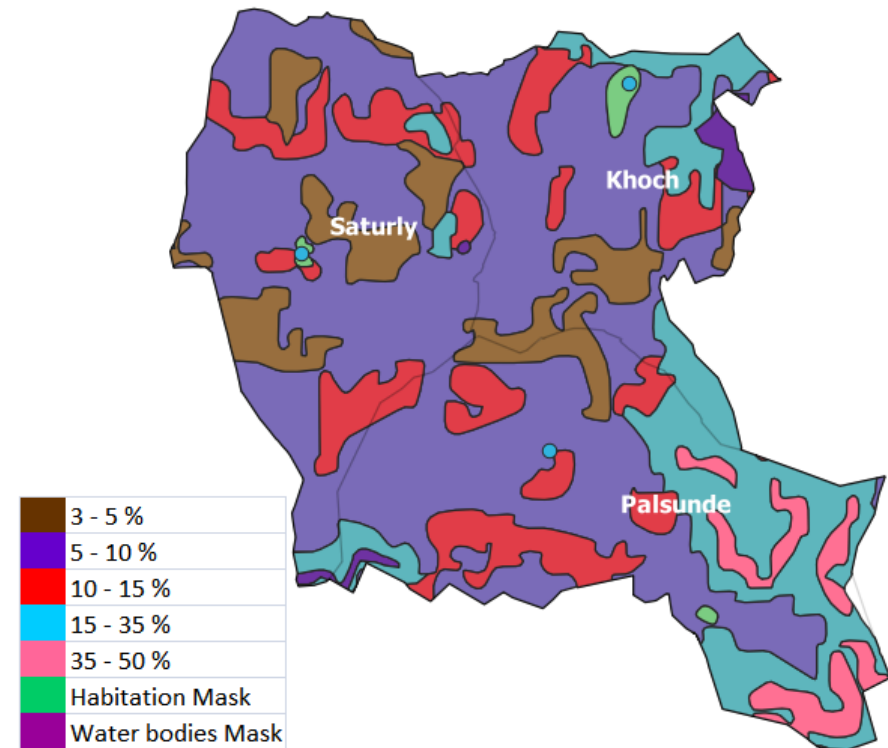 Khoch
Saturly
Palsunde
3 - 5 %
5 - 10 %
10 - 15 %
15 - 35 %
35 - 50 %
Habitation Mask
Water bodies Mask